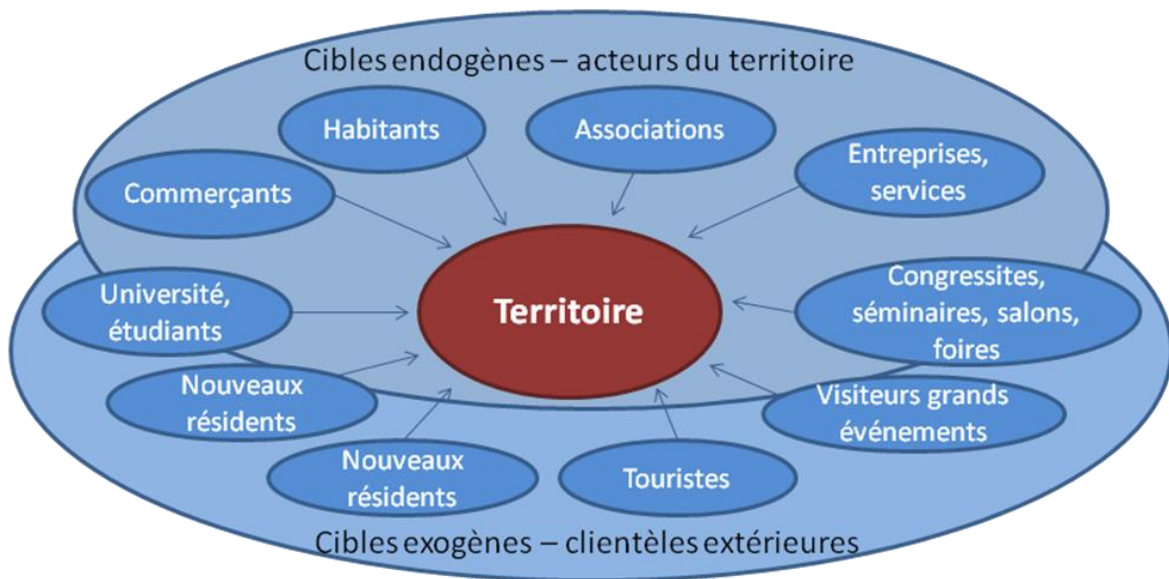 Cibles endogènes – acteurs du territoire
Habitants
Associations
Entreprises,
services
Commerçants
Université,
étudiants
Territoire
Congressites,
séminaires, salons,
foires
Nouveaux
résidents
Visiteurs grands
événements
Nouveaux
résidents
Touristes
Cibles exogènes – clientèles extérieures